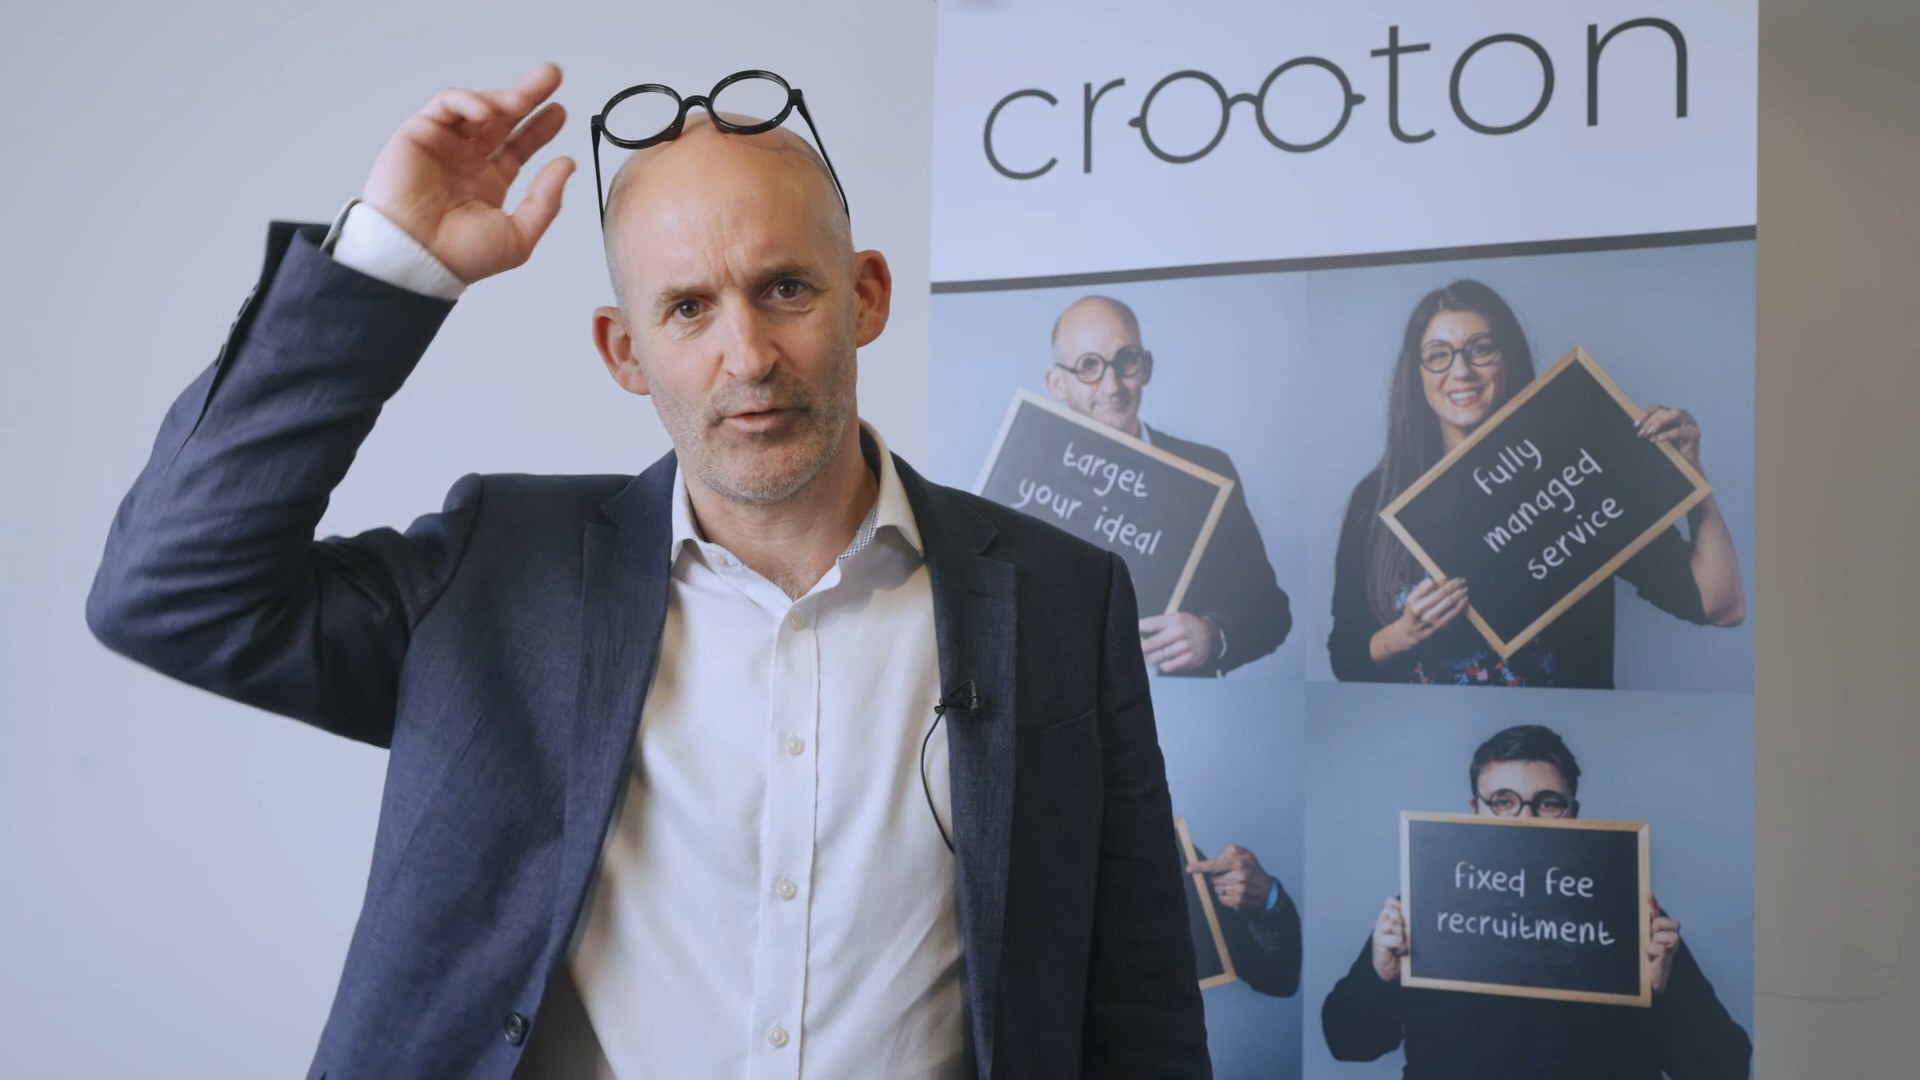 crooton
target
your ideal
fully
managed
service
fixed fee
recruitment